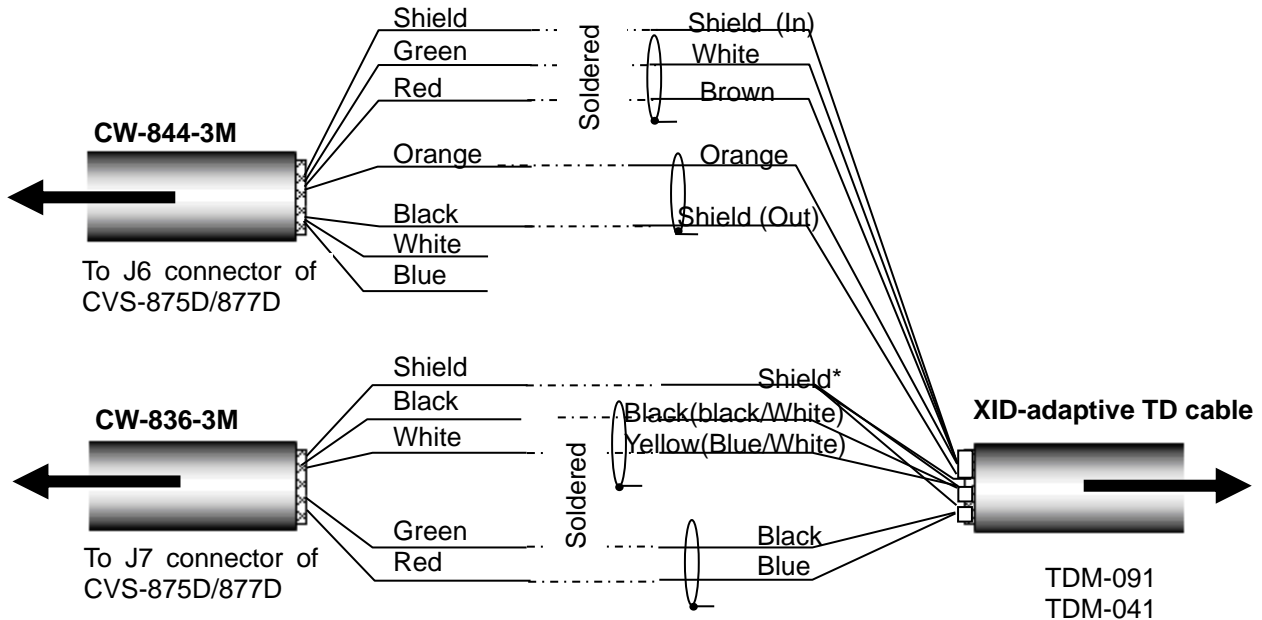 Shield
Shield (In)
Green
White
Red
Brown
Soldered
CW-844-3M
Orange
Orange
Black
Shield (Out)
White
Blue
To J6 connector of
CVS-875D/877D
Shield
Shield*
Black
Black(black/White)
CW-836-3M
XID-adaptive TD cable
White
Yellow(Blue/White)
Soldered
Green
Black
Red
Blue
To J7 connector of
CVS-875D/877D
TDM-091
TDM-041